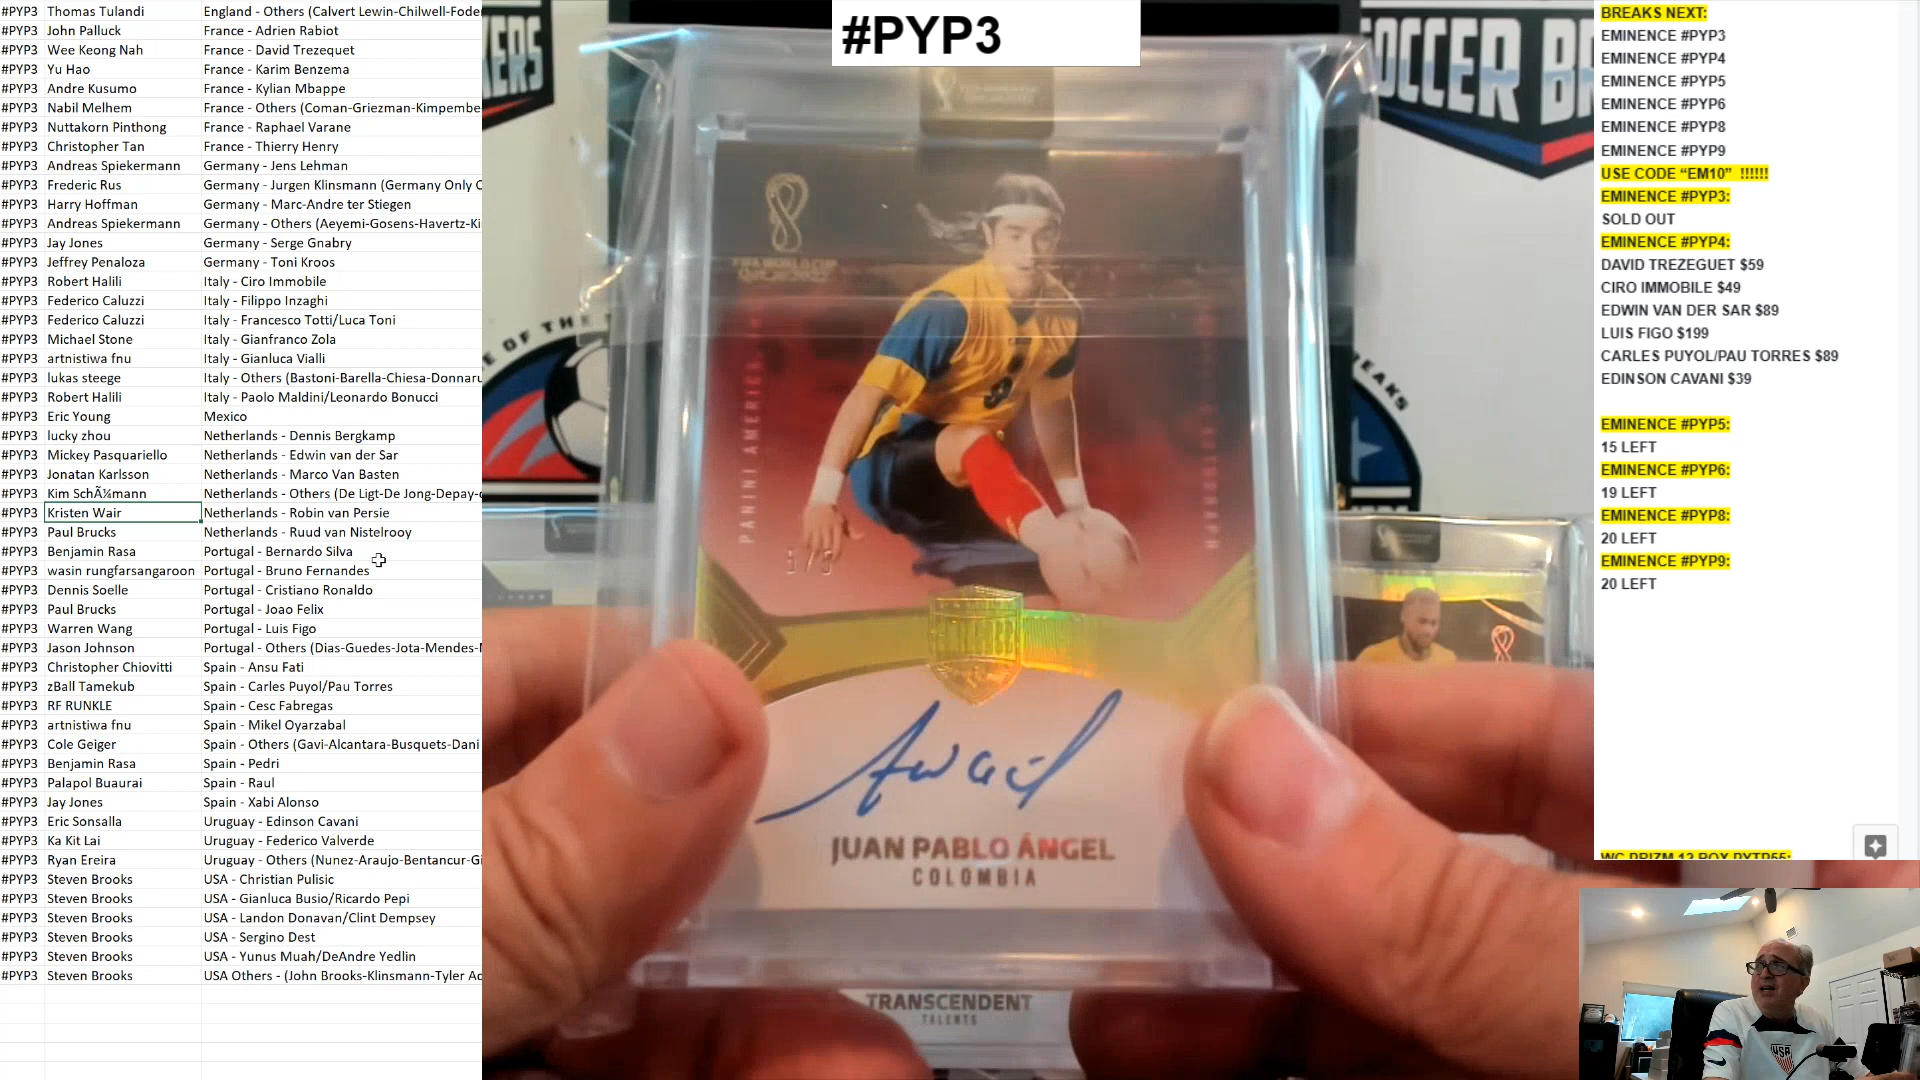 #PYP3 Thomas Tulandi England - Others (Calvert Lewin-Chilwell-Fode
#PYP3 John Palluck France - Adrien Rabiot
#PYP3 Wee Keong Nah France - David Trezequet
#PYP3 Yu Hao France - Karim Benzema
#PYP3 Andre Kusumo France - Kylian Mbappe
#PYP3 Nabil Melhem France - Others (Coman-Griezman-Kimpembe
#PYP3 Nuttakorn Pinthong France - Raphael Varane
#PYP3 Christopher Tan France - Thierry Henry
#PYP3 Andreas Spiekermann Germany - Jens Lehman
#PYP3 Frederic Rus Germany - Jurgen Klinsmann (Germany Only
#PYP3 Harry Hoffman Germany - Marc-Andre ter Stiegen
#PYP3 Andreas Spiekermann Germany - Others (Aeyemi-Gosens-Havertz-Ki
#PYP3 Jay Jones Germany - Serge Gnabry
#PYP3 Jeffrey Penaloza Germany - Toni Kroos
#PYP3 Robert Halili Italy - Ciro Immobile
#PYP3 Federico Caluzzi Italy - Filippo Inzaghi
#PYP3 Federico Caluzzi Italy - Francesco Totti/Luca Toni
#PYP3 Michael Stone Italy - Gianfranco Zola
#PYP3 artnistiwa fnu Italy - Gianluca Vialli
#PYP3 lukas steege Italy - Others (Bastoni-Barella-Chiesa-Donnaru
#PYP3 Robert Halili Italy - Paolo Maldini/Leonardo Bonucci
#PYP3 Eric Young Mexico
#PYP3 lucky zhou Netherlands - Dennis Bergkamp
#PYP3 Mickey Pasquariello Netherlands - Edwin van der Sar
#PYP3 Jonatan Karlsson Netherlands - Marco Van Basten
#PYP3 Kim SchÃ¼mann Netherlands - Others (De Ligt-De Jong-Depay-
#PYP3 Kristen Wair Netherlands - Robin van Persie
#PYP3 Paul Brucks Netherlands - Ruud van Nistelrooy
#PYP3 Benjamin Rasa Portugal - Bernardo Silva
#PYP3 wasin rungfarsangaroon Portugal - Bruno Fernandes
#PYP3 Dennis Soelle Portugal - Cristiano Ronaldo
#PYP3 Paul Brucks Portugal - Joao Felix
#PYP3 Warren Wang Portugal - Luis Figo
#PYP3 Jason Johnson Portugal - Others (Dias-Guedes-Jota-Mendes-
#PYP3 Christopher Chiovitti Spain - Ansu Fati
#PYP3 zBall Tamekub Spain - Carles Puyol/Pau Torres
#PYP3 RF RUNKLE Spain - Cesc Fabregas
#PYP3 artnistiwa fnu Spain - Mikel Oyarzabal
#PYP3 Cole Geiger Spain - Others (Gavi-Alcantara-Busquets-Dani
#PYP3 Benjamin Rasa Spain - Pedri
#PYP3 Palapol Buaurai Spain - Raul
#PYP3 Jay Jones Spain - Xabi Alonso
#PYP3 Eric Sonsalla Uruguay - Edinson Cavani
#PYP3 Ka Kit Lai Uruguay - Federico Valverde
#PYP3 Ryan Ereira Uruguay - Others (Nunez-Araujo-Bentancur-Gi
#PYP3 Steven Brooks USA - Christian Pulisic
#PYP3 Steven Brooks USA - Gianluca Busio/Ricardo Pepi
#PYP3 Steven Brooks USA - Landon Donavan/Clint Dempsey
#PYP3 Steven Brooks USA - Sergino Dest
#PYP3 Steven Brooks USA - Yunus Muah/DeAndre Yedlin
#PYP3 Steven Brooks USA Others - (John Brooks-Klinsmann-Tyler Ad
#PYP3
KERS
SOCCER BR
E OF THE
BREAKS
FIFA WORLD CUP
PANINI AMERICA
JUAN PABLO ÁNGEL
COLOMBIA
TRANSCENDENT
TALENTS
BREAKS NEXT:
EMINENCE #PYP3
EMINENCE #PYP4
EMINENCE #PYP5
EMINENCE #PYP6
EMINENCE #PYP8
EMINENCE #PYP9
USE CODE “EM10” !!!!!!
EMINENCE #PYP3:
SOLD OUT
EMINENCE #PYP4:
DAVID TREZEGUET $59
CIRO IMMOBILE $49
EDWIN VAN DER SAR $89
LUIS FIGO $199
CARLES PUYOL/PAU TORRES $89
EDINSON CAVANI $39
EMINENCE #PYP5:
15 LEFT
EMINENCE #PYP6:
19 LEFT
EMINENCE #PYP8:
20 LEFT
EMINENCE #PYP9:
20 LEFT
WC PRIZM 12 BOX PYTP55:
USA